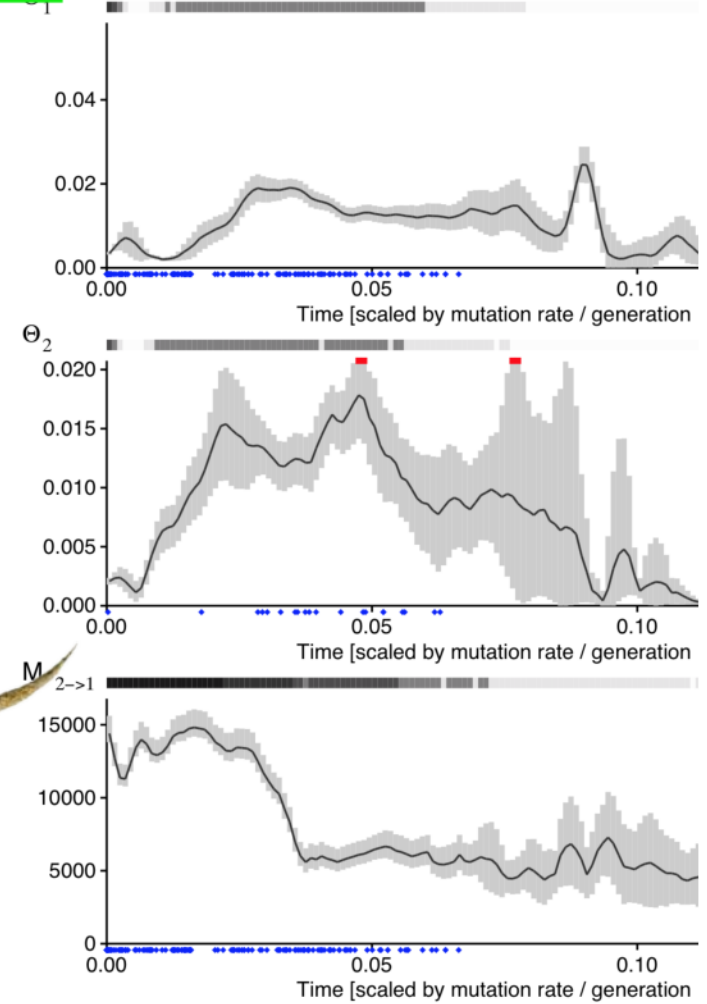 Θ1
0.04
0.02
0.00
0.00 0.05 0.10
Time [scaled by mutation rate / generation
Θ2
0.020
0.015
0.010
0.005
0.000
0.00 0.05 0.10
Time [scaled by mutation rate / generation
M2->1
15000
10000
5000
0
0.00 0.05 0.10
Time [scaled by mutation rate / generation